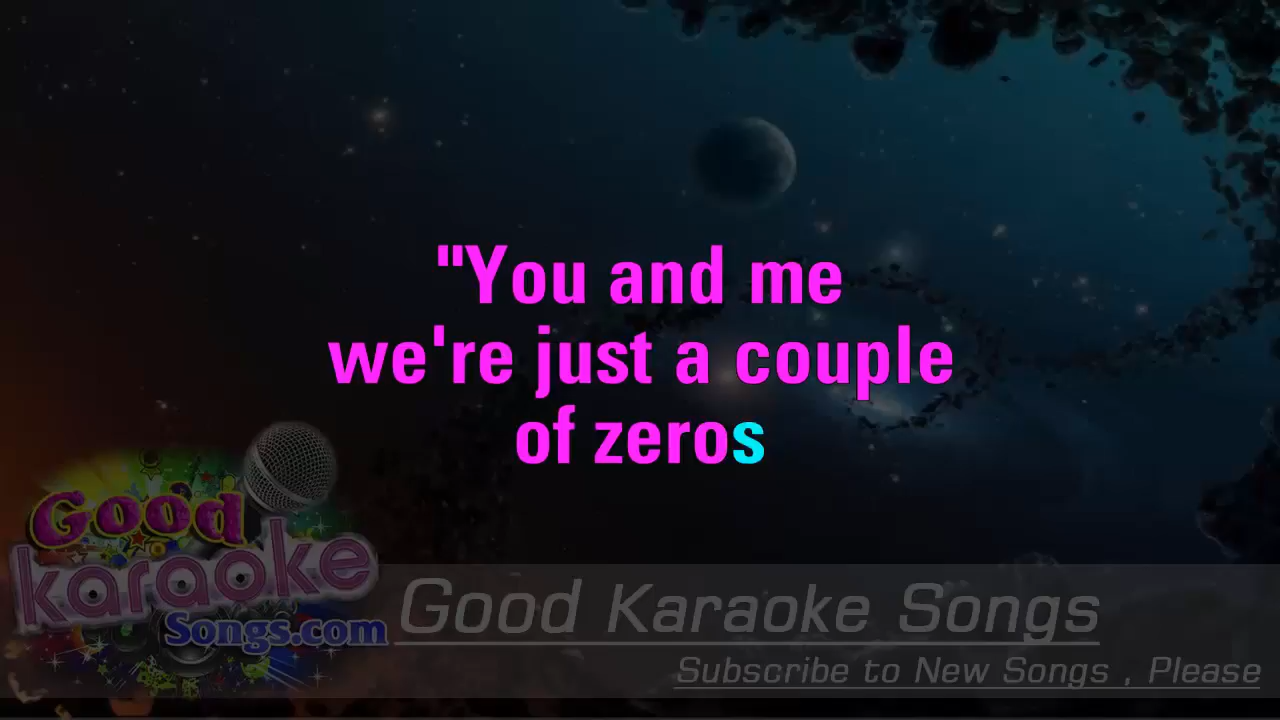 "You and me
we're just a couple
of zeros
Good
karaoke
Songs.com
Good Karaoke Songs
Subscribe to New Songs , Please